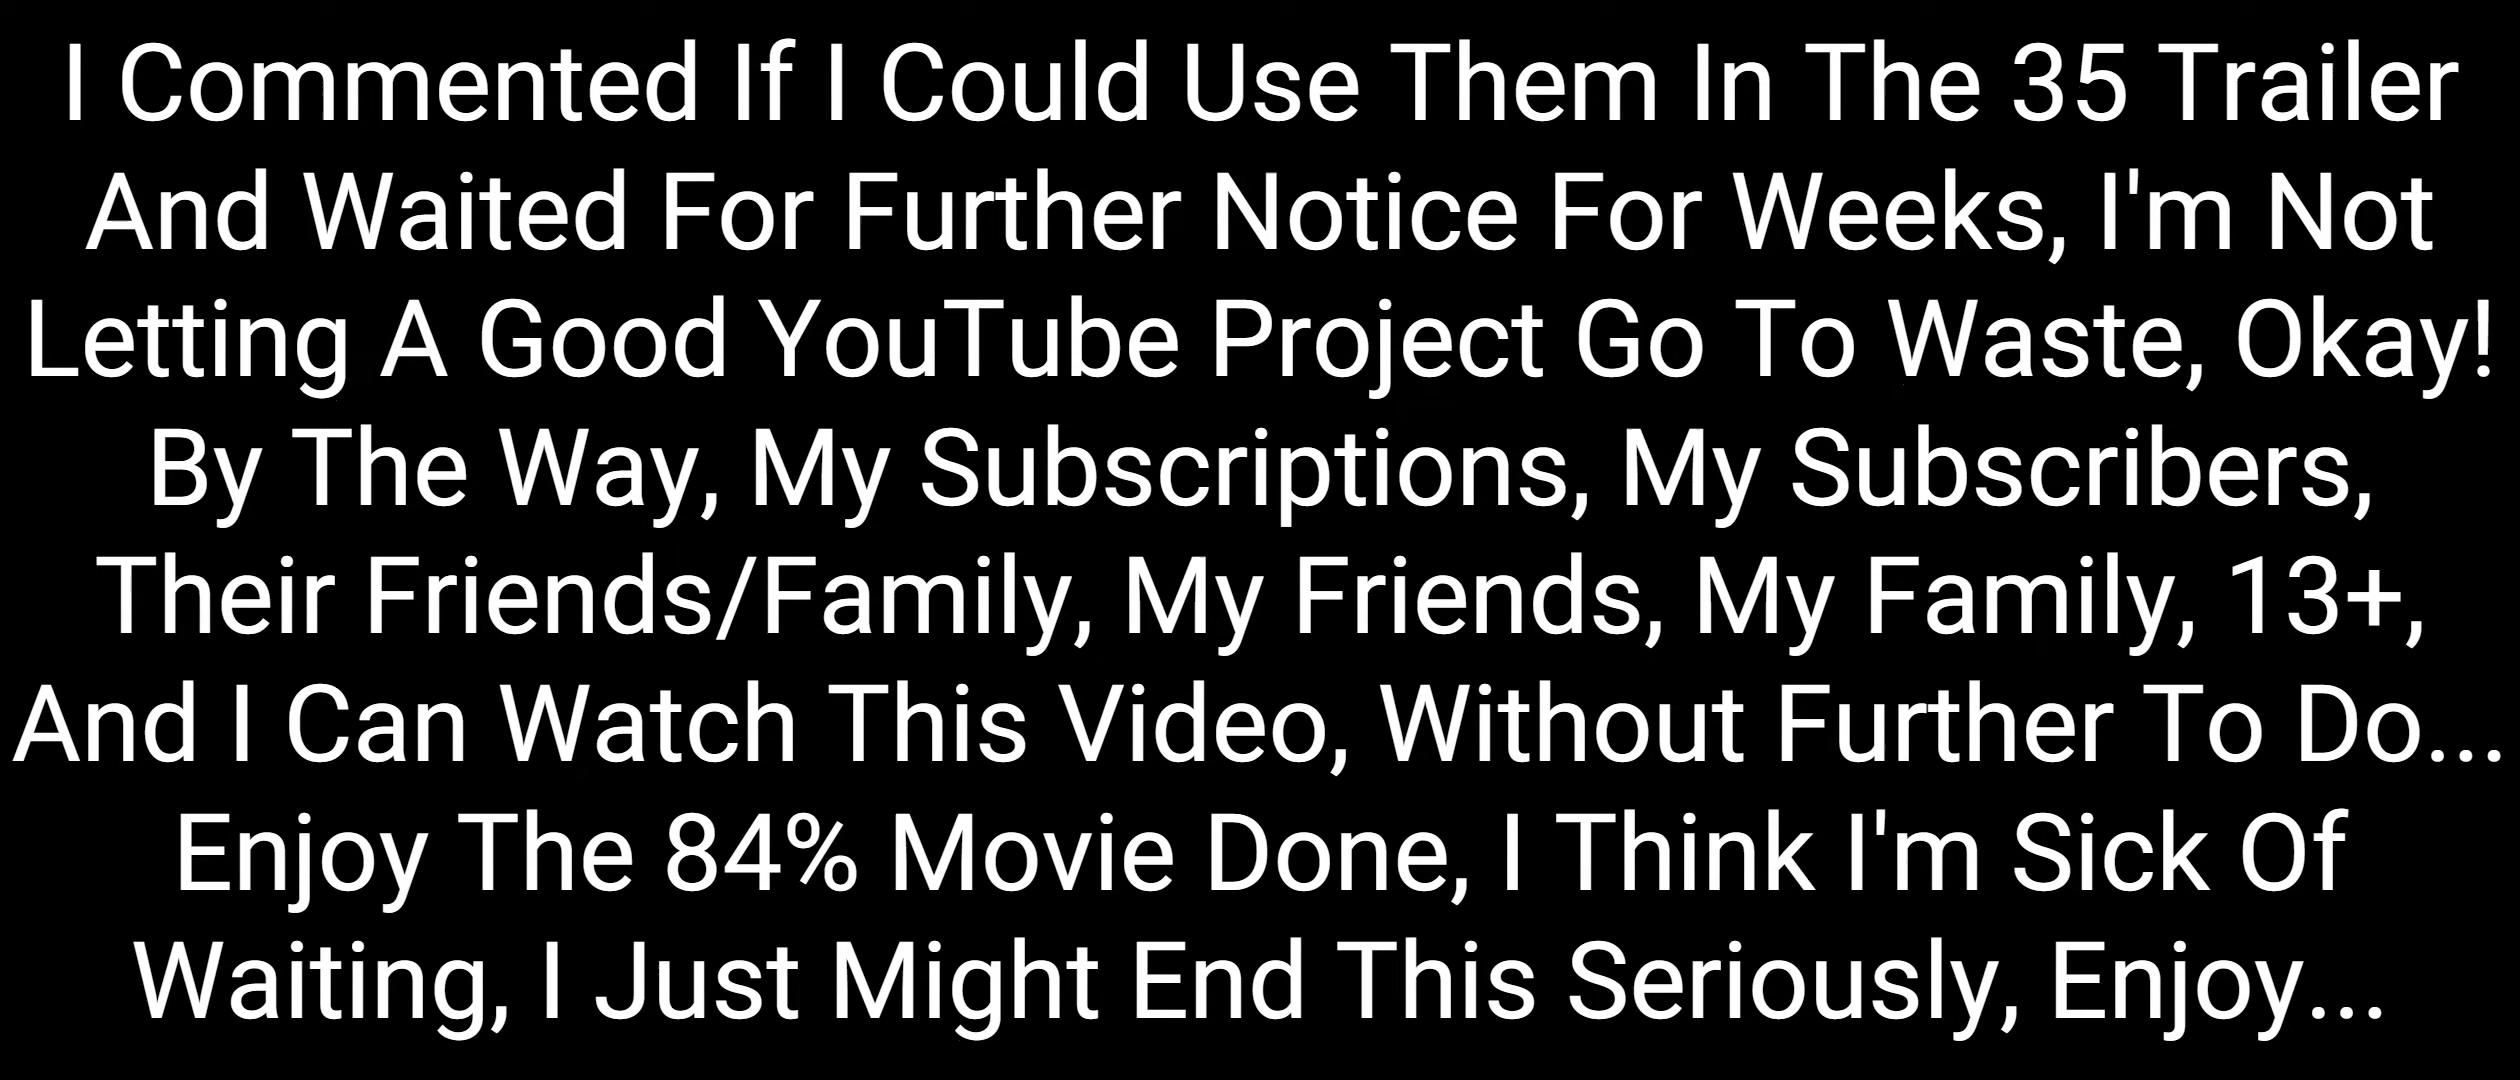 I Commented If I Could Use Them In The 35 Trailer
And Waited For Further Notice For Weeks, I'm Not
Letting A Good YouTube Project Go To Waste, Okay!
By The Way, My Subscriptions, My Subscribers,
Their Friends/Family, My Friends, My Family, 13+,
And I Can Watch This Video, Without Further To Do...
Enjoy The 84% Movie Done, I Think I'm Sick Of
Waiting, I Just Might End This Seriously, Enjoy...